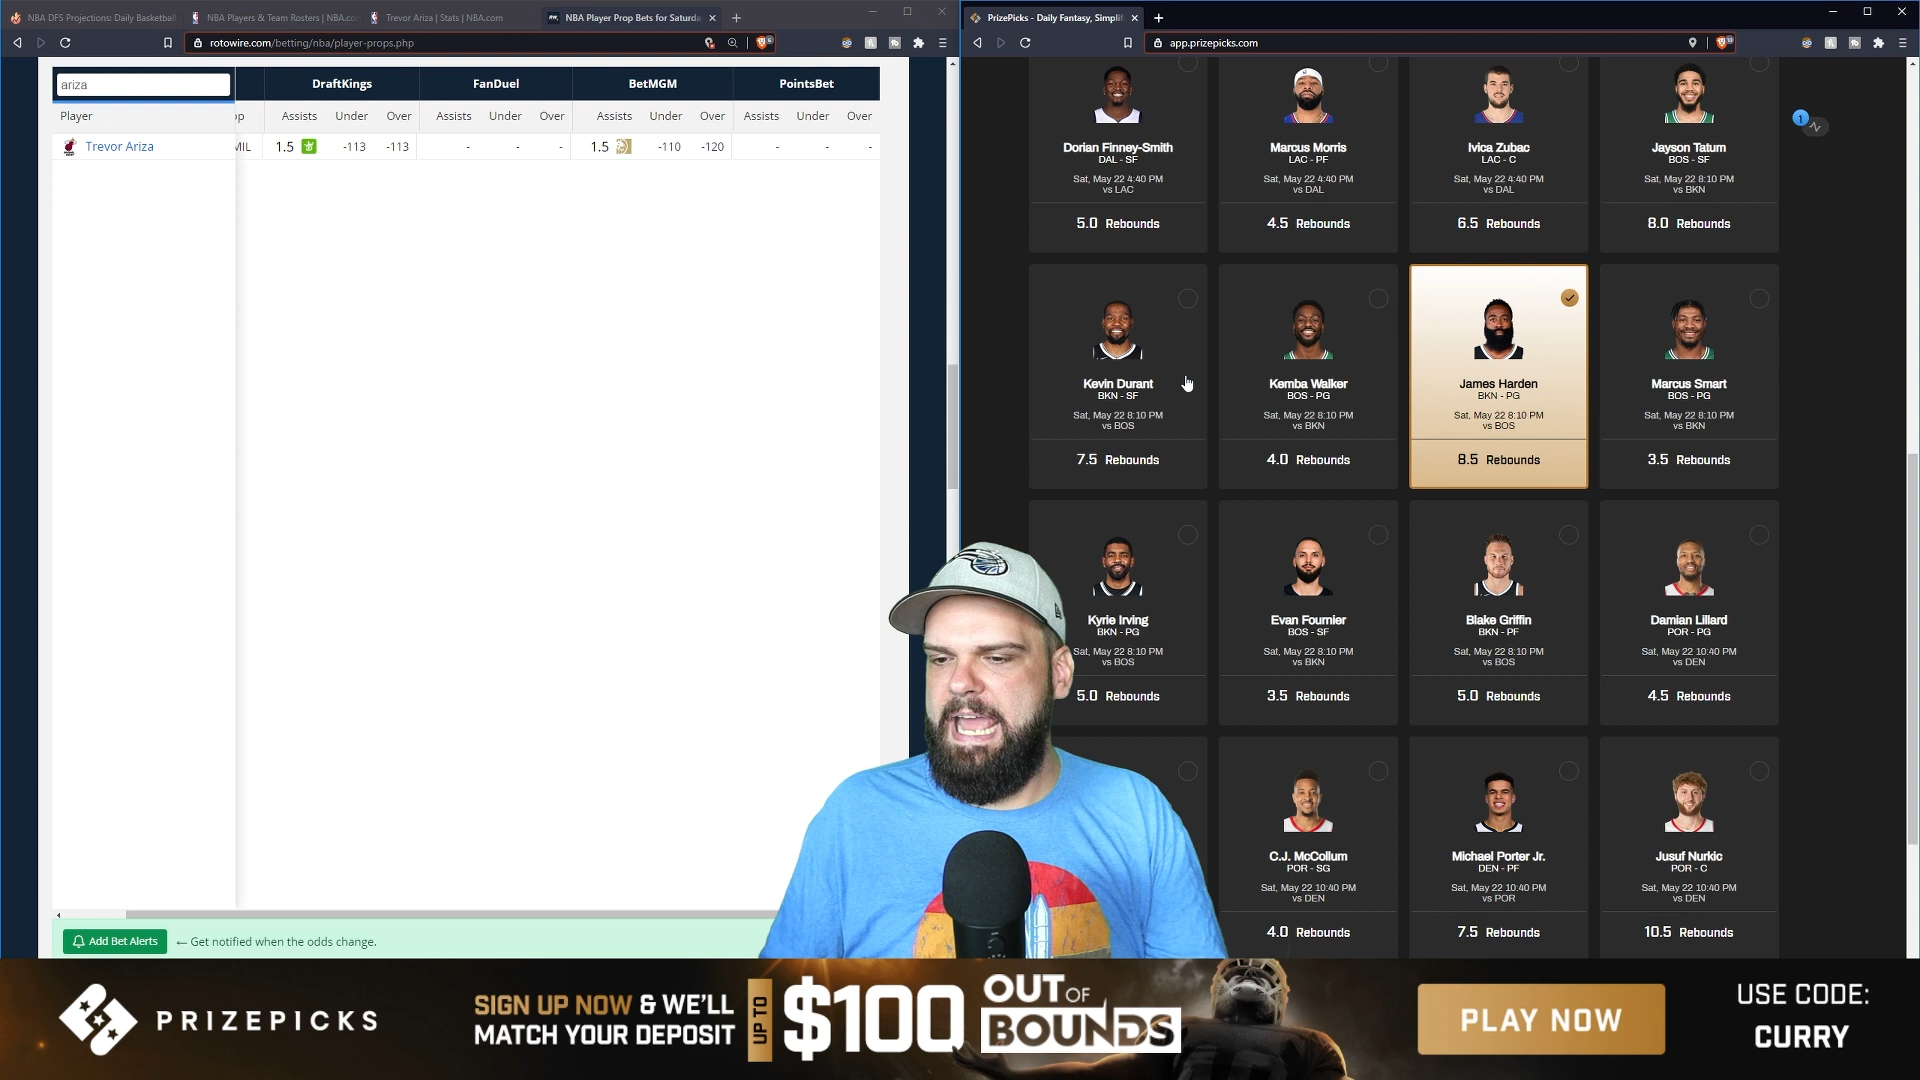 NBA DFS Projections: Daily Basketball
NBA Players & Team Rosters | NBA.co
Trevor Ariza | Stats | NBA.com
NBA Player Prop Bets for Saturda
PrizePicks - Daily Fantasy, Simplif
rotowire.com/betting/nba/player-props.php
app.prizepicks.com
ariza
DraftKings
FanDuel
BetMGM
PointsBet
Player
op
Assists Under Over
Assists Under Over
Assists Under Over
Assists Under Over
Trevor Ariza
MIL
1.5 -113 -113
- - -
1.5 -110 -120
- - -
Add Bet Alerts
← Get notified when the odds change.
1
Dorian Finney-Smith
DAL - SF
Sat, May 22 4:40 PM
vs LAC
5.0 Rebounds
Marcus Morris
LAC - PF
Sat, May 22 4:40 PM
vs DAL
4.5 Rebounds
Ivica Zubac
LAC - C
Sat, May 22 4:40 PM
vs DAL
6.5 Rebounds
Jayson Tatum
BOS - SF
Sat, May 22 8:10 PM
vs BKN
8.0 Rebounds
Kevin Durant
BKN - SF
Sat, May 22 8:10 PM
vs BOS
7.5 Rebounds
Kemba Walker
BOS - PG
Sat, May 22 8:10 PM
vs BKN
4.0 Rebounds
James Harden
BKN - PG
Sat, May 22 8:10 PM
vs BOS
8.5 Rebounds
Marcus Smart
BOS - PG
Sat, May 22 8:10 PM
vs BKN
3.5 Rebounds
Kyrie Irving
BKN - PG
Sat, May 22 8:10 PM
vs BOS
5.0 Rebounds
Evan Fournier
BOS - SF
Sat, May 22 8:10 PM
vs BKN
3.5 Rebounds
Blake Griffin
BKN - PF
Sat, May 22 8:10 PM
vs BOS
5.0 Rebounds
Damian Lillard
POR - PG
Sat, May 22 10:40 PM
vs DEN
4.5 Rebounds
C.J. McCollum
POR - SG
Sat, May 22 10:40 PM
vs DEN
4.0 Rebounds
Michael Porter Jr.
DEN - PF
Sat, May 22 10:40 PM
vs POR
7.5 Rebounds
Jusuf Nurkic
POR - C
Sat, May 22 10:40 PM
vs DEN
10.5 Rebounds
PRIZEPICKS
SIGN UP NOW & WE'LL
MATCH YOUR DEPOSIT
UP TO
$100
OUT OF
BOUNDS
PLAY NOW
USE CODE:
CURRY